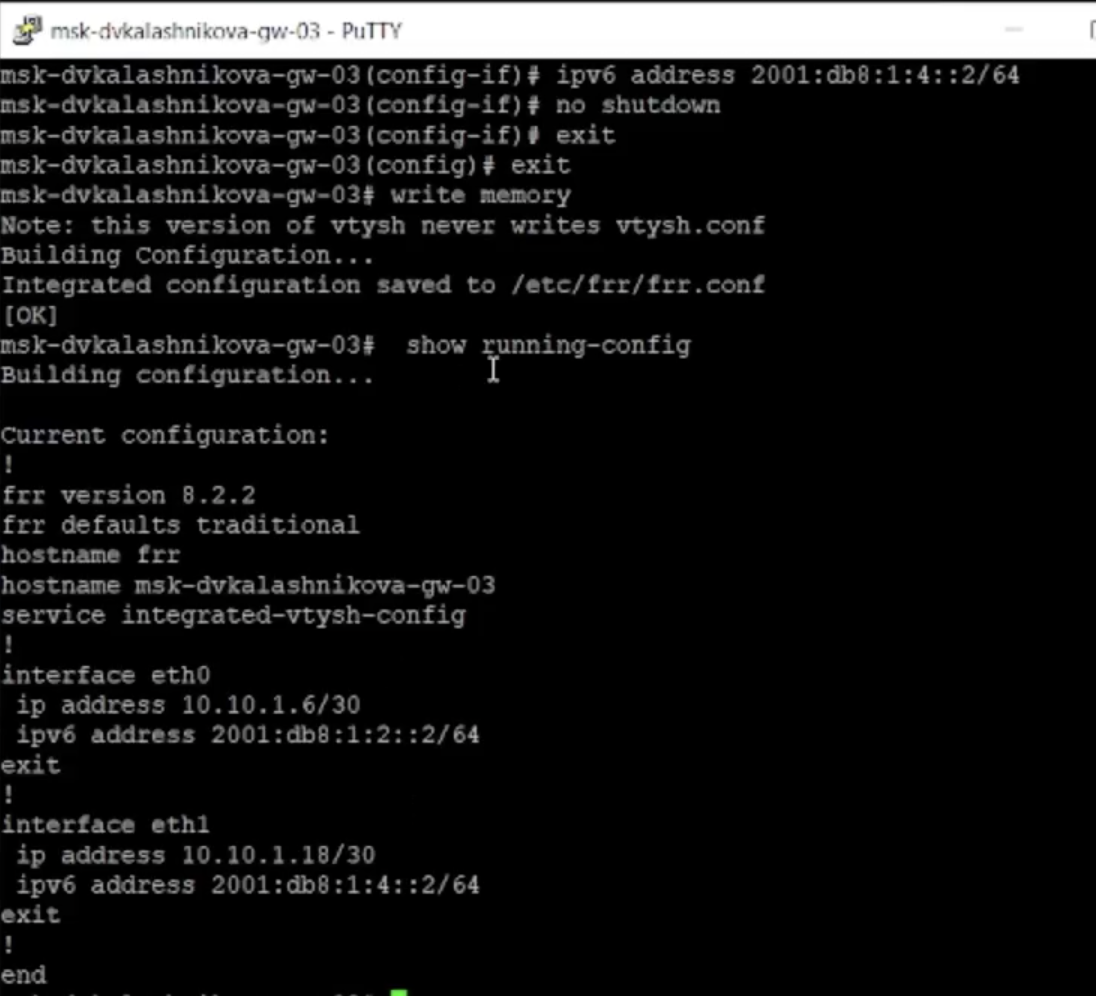 msk-dvkalashnikova-gw-03 - PuTTY
msk-dvkalashnikova-gw-03(config-if)# ipv6 address 2001:db8:1:4::2/64
msk-dvkalashnikova-gw-03(config-if)# no shutdown
msk-dvkalashnikova-gw-03(config-if)# exit
msk-dvkalashnikova-gw-03(config)# exit
msk-dvkalashnikova-gw-03# write memory
Note: this version of vtysh never writes vtysh.conf
Building Configuration...
Integrated configuration saved to /etc/frr/frr.conf
[OK]
msk-dvkalashnikova-gw-03#  show running-config
Building configuration...
Current configuration:
!
frr version 8.2.2
frr defaults traditional
hostname frr
hostname msk-dvkalashnikova-gw-03
service integrated-vtysh-config
!
interface eth0
 ip address 10.10.1.6/30
 ipv6 address 2001:db8:1:2::2/64
exit
!
interface eth1
 ip address 10.10.1.18/30
 ipv6 address 2001:db8:1:4::2/64
exit
!
end